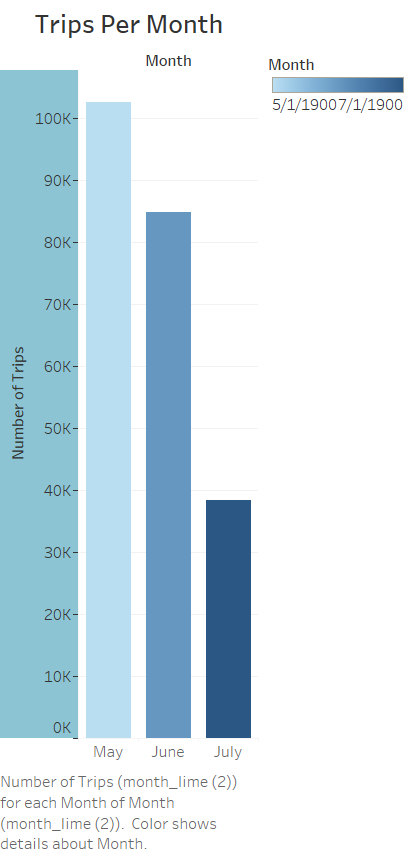 Trips Per Month
Month
Month
5/1/1900 7/1/1900
100K
90K
80K
70K
60K
50K
40K
30K
20K
10K
0K
Number of Trips
May June July
Number of Trips (month_lime (2))
for each Month of Month
(month_lime (2)). Color shows
details about Month.